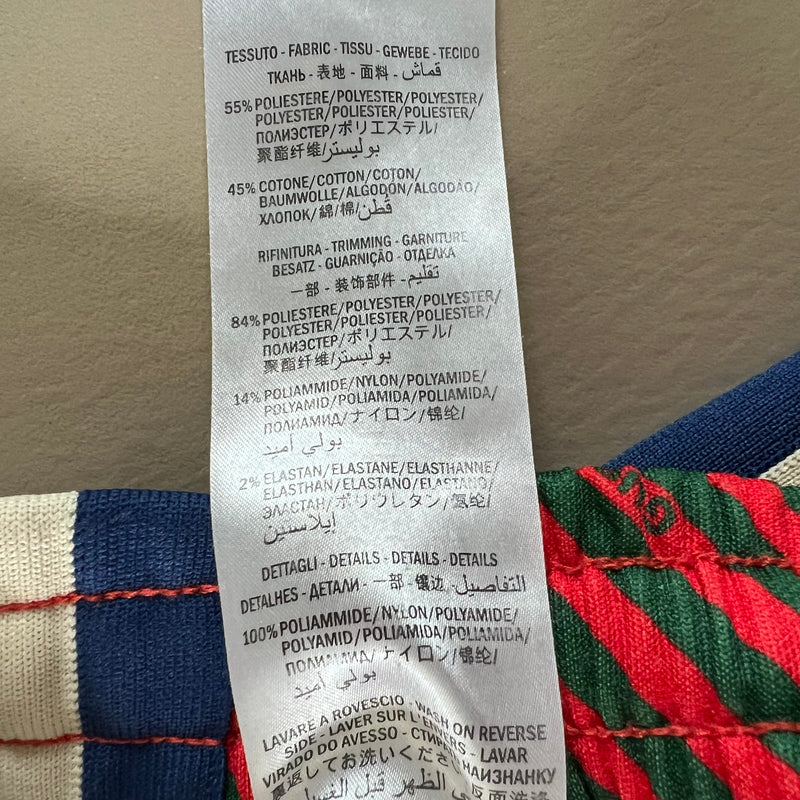 TESSUTO - FABRIC - TISSU - GEWEBE - TECIDO
ТКАНЬ - 表地 - 面料 - قماش
55% POLIESTERE/POLYESTER/POLYESTER/
POLYESTER/POLIESTER/POLIESTER/
ПОЛИЭСТЕР/ポリエステル/
聚酯纤维/بوليستر
45% COTONE/COTTON/COTON/
BAUMWOLLE/ALGODÓN/ALGODÃO/
ХЛОПОК/綿/棉/قُطن
RIFINITURA - TRIMMING - GARNITURE
BESATZ - GUARNIÇÃO - ОТДЕЛКА
一部 - 装饰部件 - تقليم
84% POLIESTERE/POLYESTER/POLYESTER/
POLYESTER/POLIESTER/POLIESTER/
ПОЛИЭСТЕР/ポリエステル/
聚酯纤维/بوليستر
14% POLIAMMIDE/NYLON/POLYAMIDE/
POLYAMID/POLIAMIDA/POLIAMIDA/
ПОЛИАМИД/ナイロン/锦纶/
بولي أميد
2% ELASTAN/ELASTANE/ELASTHANNE/
ELASTHAN/ELASTANO/ELASTANO/
ЭЛАСТАН/ポリウレタン/氨纶/
إيلاستين
DETTAGLI - DETAILS - DETAILS - DETAILS
DETALHES - ДЕТАЛИ - 一部 - 镶边 - التفاصيل
100% POLIAMMIDE/NYLON/POLYAMIDE/
POLYAMID/POLIAMIDA/POLIAMIDA/
ПОЛИАМИД/ナイロン/锦纶/
بولي أميد
LAVARE A ROVESCIO - WASH ON REVERSE
SIDE - LAVER SUR L'ENVERS - LAVAR
VIRADO DO AVESSO - СТИРАТЬ НАИЗНАНКУ
裏返してお洗いください
الظهر قبل